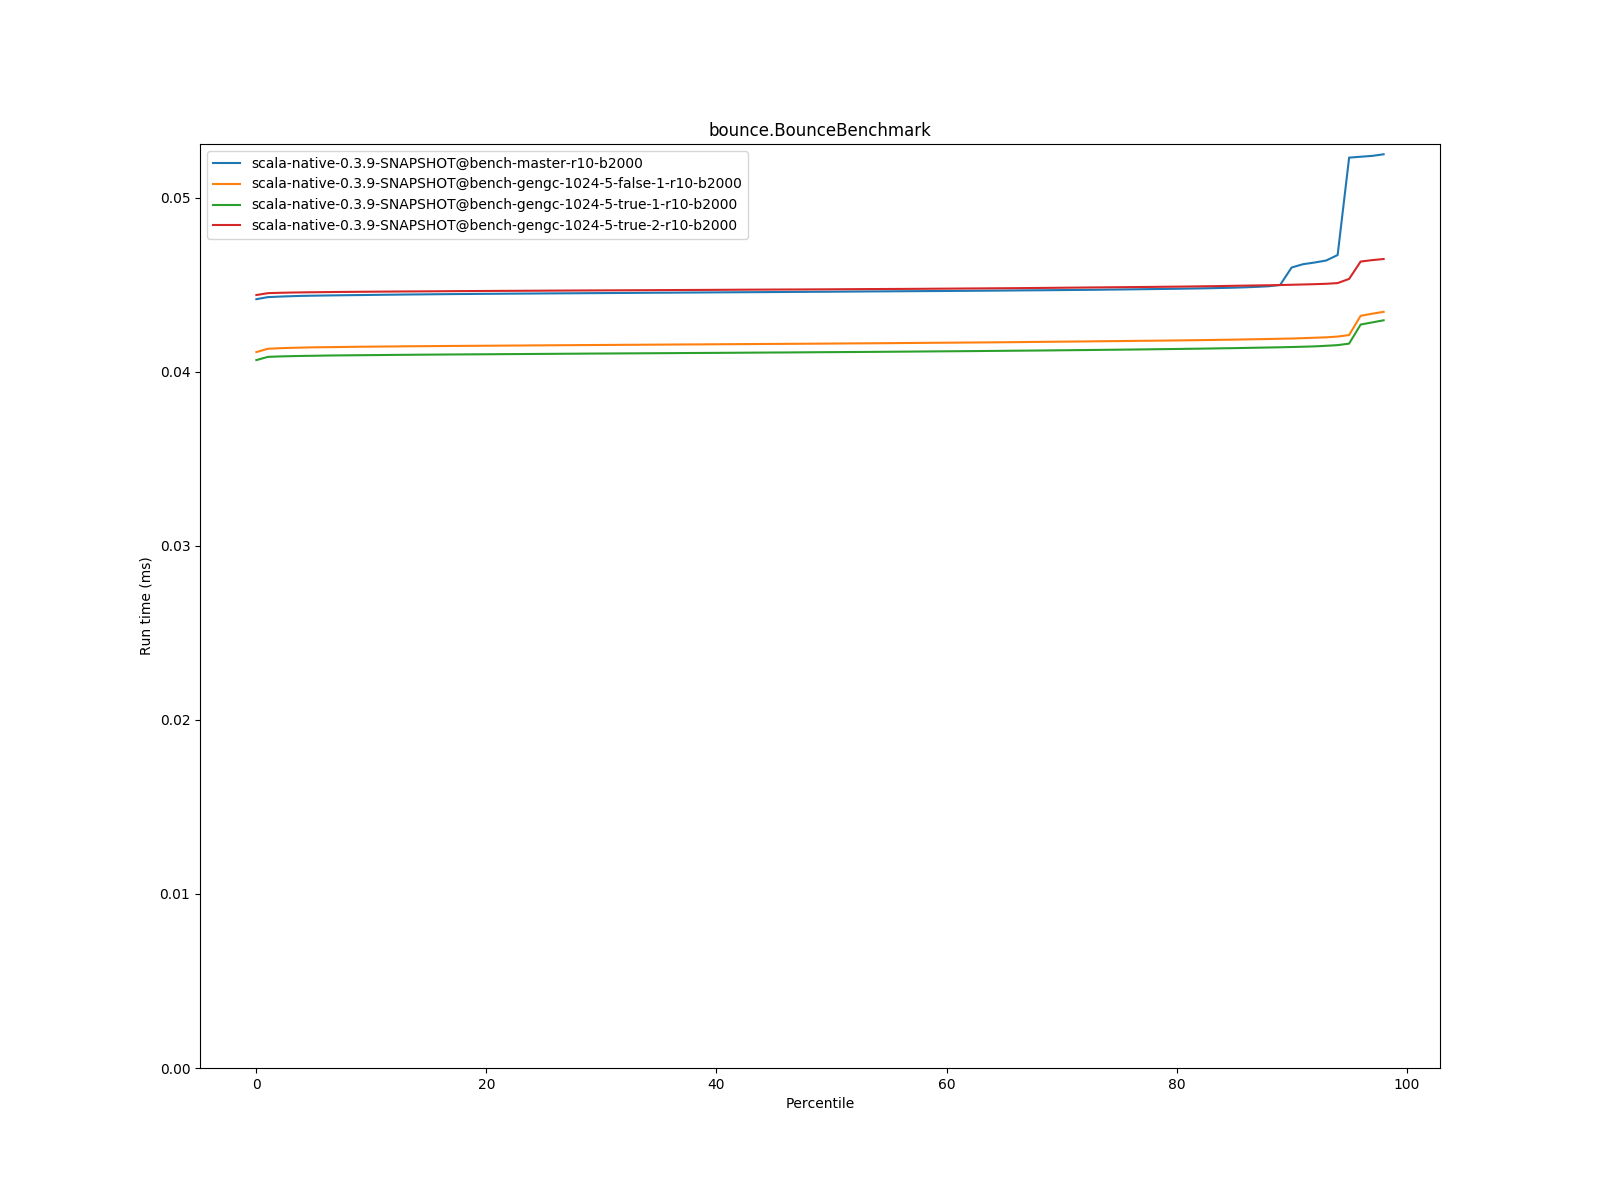 bounce.BounceBenchmark
scala-native-0.3.9-SNAPSHOT@bench-master-r10-b2000
scala-native-0.3.9-SNAPSHOT@bench-gengc-1024-5-false-1-r10-b2000
scala-native-0.3.9-SNAPSHOT@bench-gengc-1024-5-true-1-r10-b2000
scala-native-0.3.9-SNAPSHOT@bench-gengc-1024-5-true-2-r10-b2000
0.05
0.04
0.03
0.02
0.01
0.00
Run time (ms)
0 20 40 60 80 100
Percentile